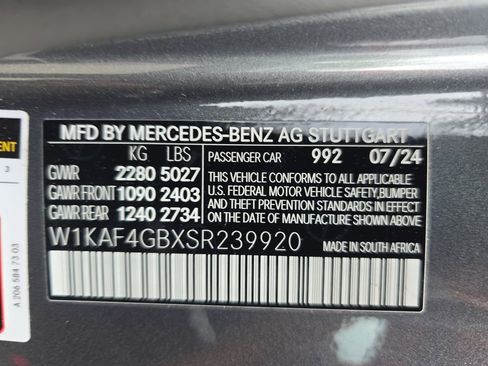 MFD BY MERCEDES-BENZ AG STUTTGART
KG LBS
GVWR 2280 5027
GAWR FRONT 1090 2403
GAWR REAR 1240 2734
PASSENGER CAR 992 07/24
THIS VEHICLE CONFORMS TO ALL APPLICABLE
U.S. FEDERAL MOTOR VEHICLE SAFETY,BUMPER
AND THEFT PREVENTION STANDARDS IN EFFECT
ON THE DATE OF MANUFACTURE SHOWN ABOVE.
W1KAF4GBXSR239920
MADE IN SOUTH AFRICA
ENT
3
A 206 584 73 03